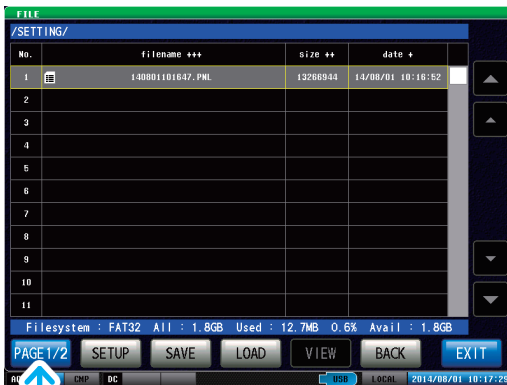 FILE
/SETTING/
No. filename +++ size ++ date +
1 140801101647.PNL 13266944 14/08/01 10:16:52
2
3
4
5
6
7
8
9
10
11
Filesystem : FAT32 All : 1.8GB Used : 12.7MB 0.6% Avail : 1.8GB
PAGE1/2 SETUP SAVE LOAD VIEW BACK EXIT
CMP DC USB LOCAL 2014/08/01 10:17:29